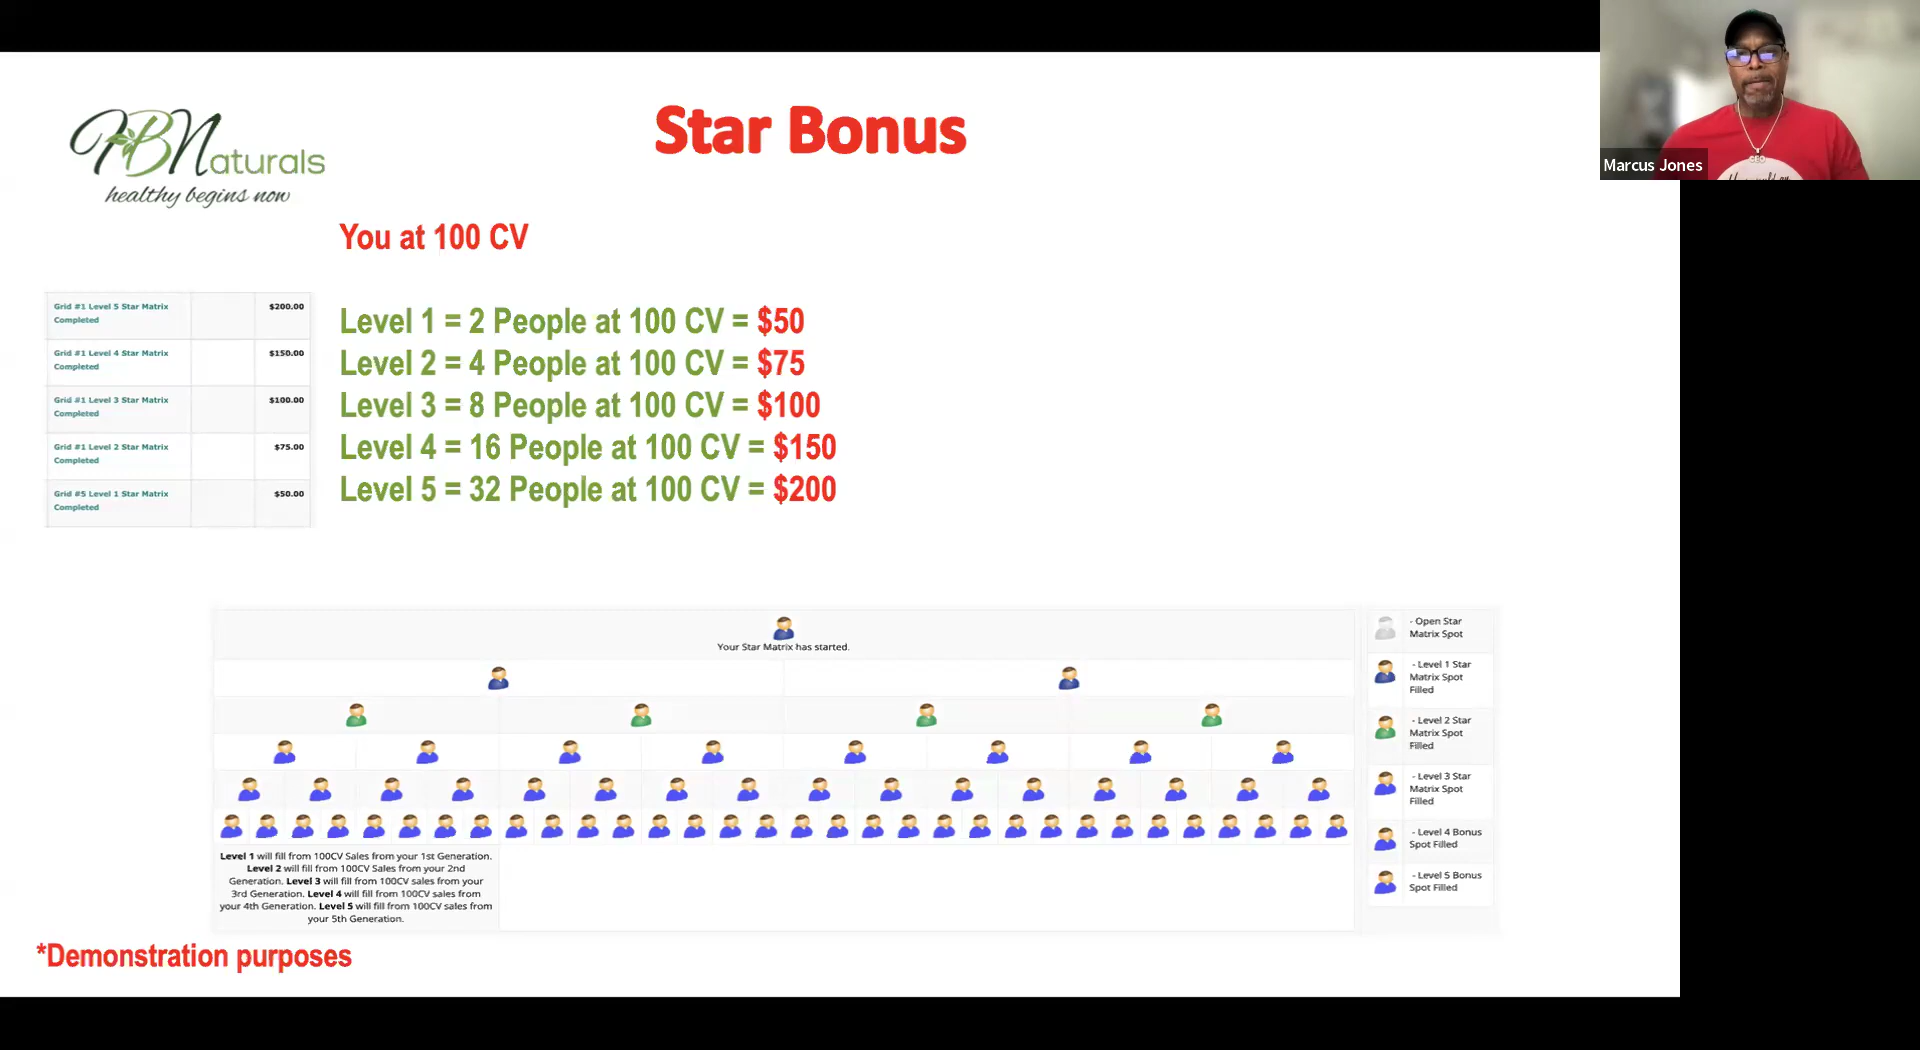 HBNaturals
healthy begins now
Star Bonus
Marcus Jones
CEO
You at 100 CV
Grid #1 Level 5 Star Matrix
Completed
$200.00
Grid #1 Level 4 Star Matrix
Completed
$150.00
Grid #1 Level 3 Star Matrix
Completed
$100.00
Grid #1 Level 2 Star Matrix
Completed
$75.00
Grid #5 Level 1 Star Matrix
Completed
$50.00
Level 1 = 2 People at 100 CV = $50
Level 2 = 4 People at 100 CV = $75
Level 3 = 8 People at 100 CV = $100
Level 4 = 16 People at 100 CV = $150
Level 5 = 32 People at 100 CV = $200
Your Star Matrix has started.
- Open Star
Matrix Spot
- Level 1 Star
Matrix Spot
Filled
- Level 2 Star
Matrix Spot
Filled
- Level 3 Star
Matrix Spot
Filled
- Level 4 Bonus
Spot Filled
- Level 5 Bonus
Spot Filled
Level 1 will fill from 100CV Sales from your 1st Generation.
Level 2 will fill from 100CV Sales from your 2nd
Generation. Level 3 will fill from 100CV sales from your
3rd Generation. Level 4 will fill from 100CV sales from
your 4th Generation. Level 5 will fill from 100CV sales from
your 5th Generation.
*Demonstration purposes